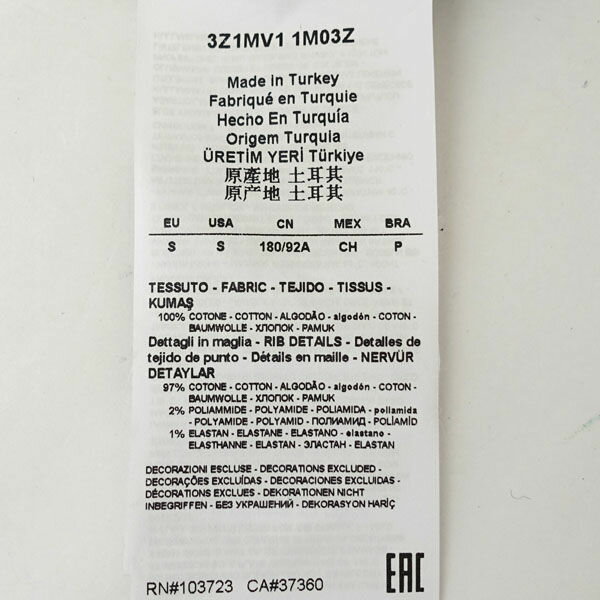 3Z1MV1 1M03Z
Made in Turkey
Fabriqué en Turquie
Hecho En Turquía
Origem Turquia
ÜRETİM YERİ Türkiye
原產地 土耳其
原产地 土耳其
EU USA CN MEX BRA
S S 180/92A CH P
TESSUTO - FABRIC - TEJIDO - TISSUS -
KUMAŞ
100% COTONE - COTTON - ALGODÃO - algodón - COTON -
BAUMWOLLE - ХЛОПОК - PAMUK
Dettagli in maglia - RIB DETAILS - Detalles de
tejido de punto - Détails en maille - NERVÜR
DETAYLAR
97% COTONE - COTTON - ALGODÃO - algodón - COTON -
BAUMWOLLE - ХЛОПОК - PAMUK
2% POLIAMMIDE - POLYAMIDE - POLIAMIDA - poliamida
- POLYAMIDE - POLYAMID - ПОЛИАМИД - POLİAMİD
1% ELASTAN - ELASTANE - ELASTANO - elastano -
ELASTHANNE - ELASTAN - ЭЛАСТАН - ELASTAN
DECORAZIONI ESCLUSE - DECORATIONS EXCLUDED -
DECORAÇÕES EXCLUÍDAS - DECORACIONES EXCLUIDAS -
DÉCORATIONS EXCLUES - DEKORATIONEN NICHT
INBEGRIFFEN - БЕЗ УКРАШЕНИЙ - DEKORASYON HARİÇ
RN#103723 CA#37360 EAC